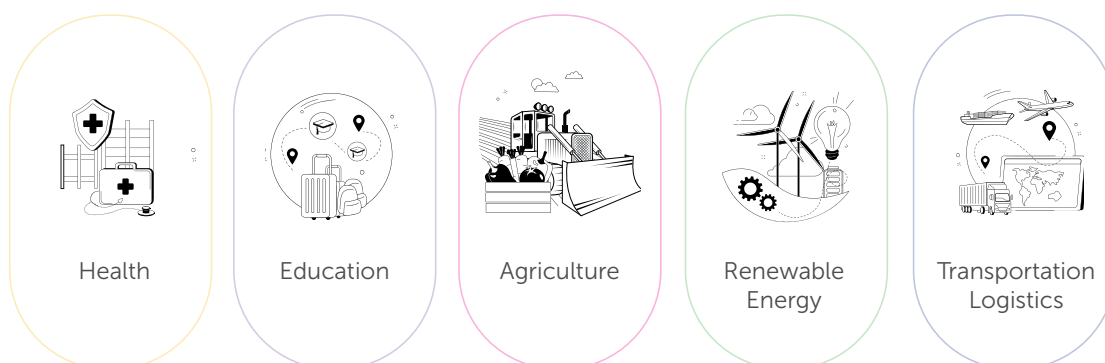 Health
Education
Agriculture
Renewable
Energy
Transportation
Logistics